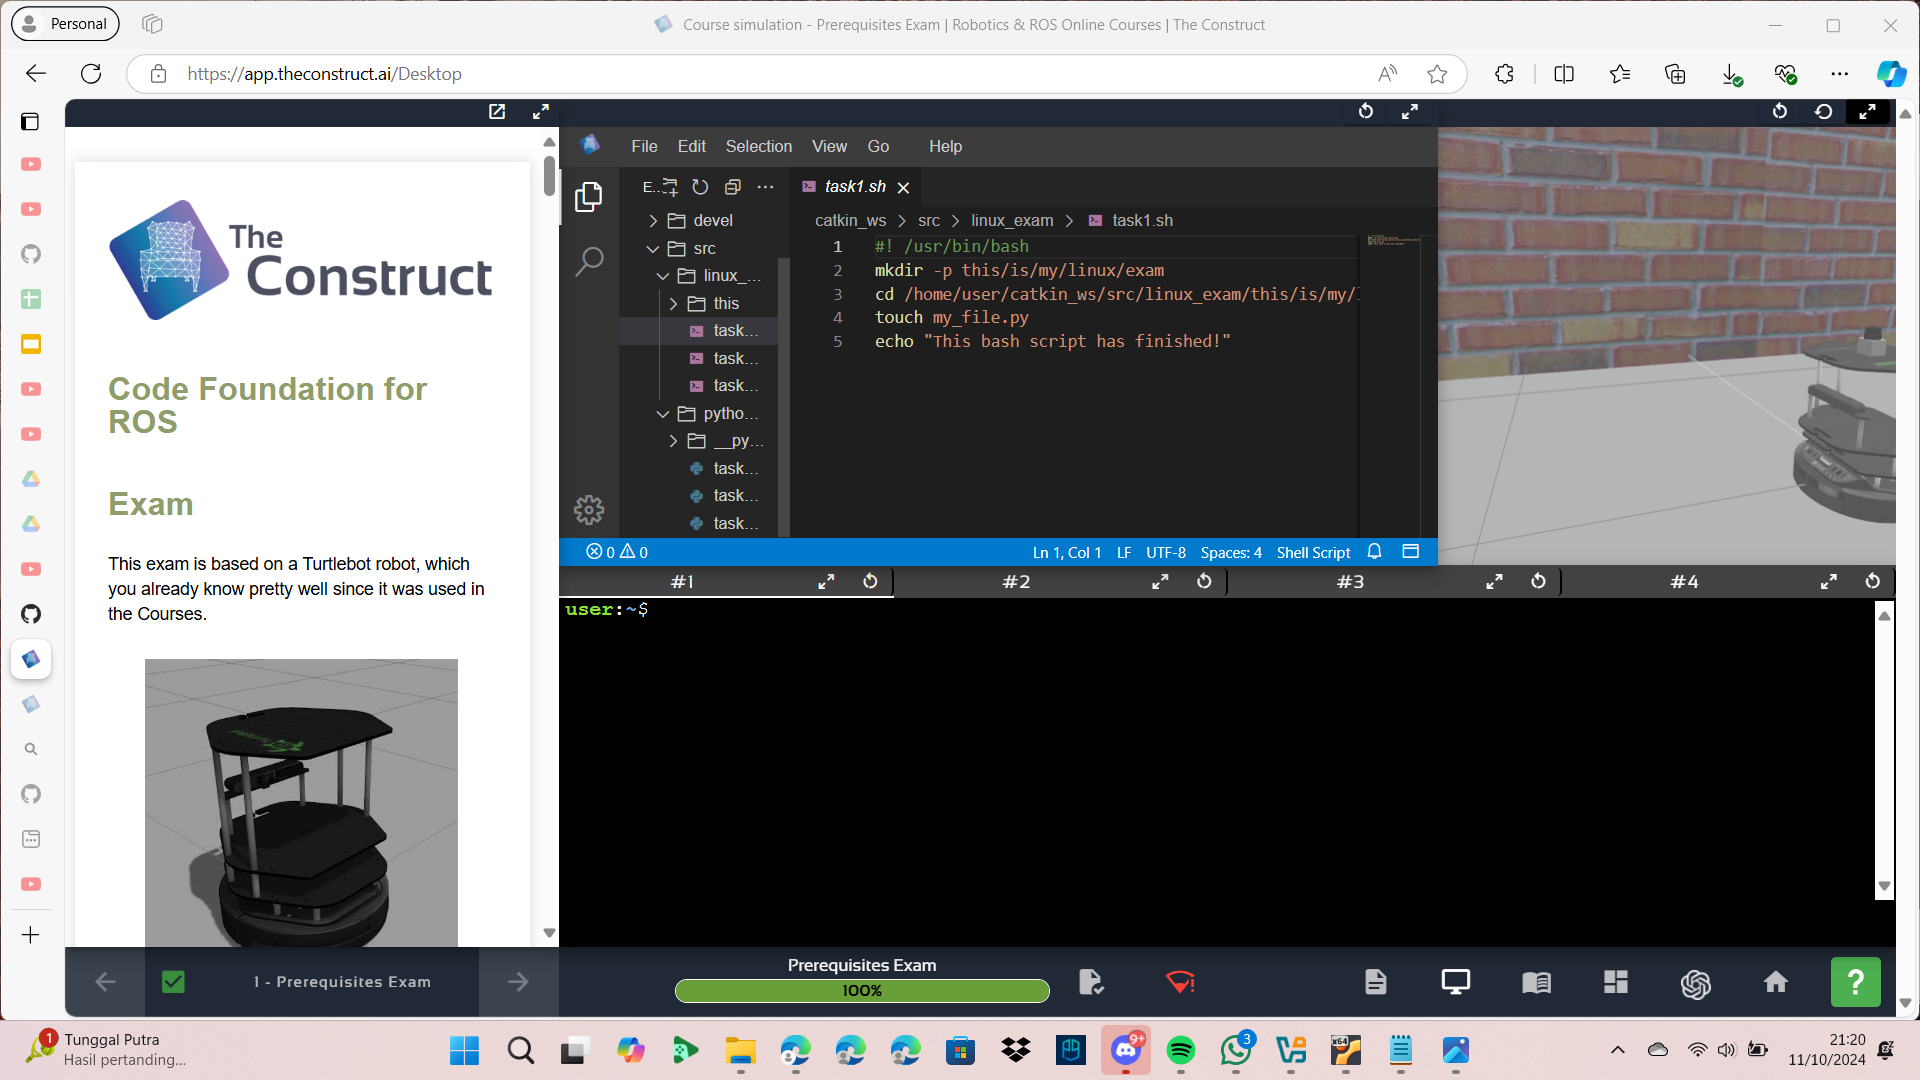 Personal
Course simulation - Prerequisites Exam | Robotics & ROS Online Courses | The Construct
https://app.theconstruct.ai/Desktop
File Edit Selection View Go Help
E...
task1.sh
devel
catkin_ws > src > linux_exam > task1.sh
src
linux_...
this
task...
task...
task...
pytho...
__py...
task...
task...
task...
1 #! /usr/bin/bash
2 mkdir -p this/is/my/linux/exam
3 cd /home/user/catkin_ws/src/linux_exam/this/is/my/
4 touch my_file.py
5 echo "This bash script has finished!"
0 0
Ln 1, Col 1 LF UTF-8 Spaces: 4 Shell Script
The Construct
Code Foundation for
ROS
Exam
This exam is based on a Turtlebot robot, which
you already know pretty well since it was used in
the Courses.
#1 #2 #3 #4
user:~$
1 - Prerequisites Exam
Prerequisites Exam
100%
?
1
Tunggal Putra
Hasil pertanding...
9+
3
x64
21:20
11/10/2024